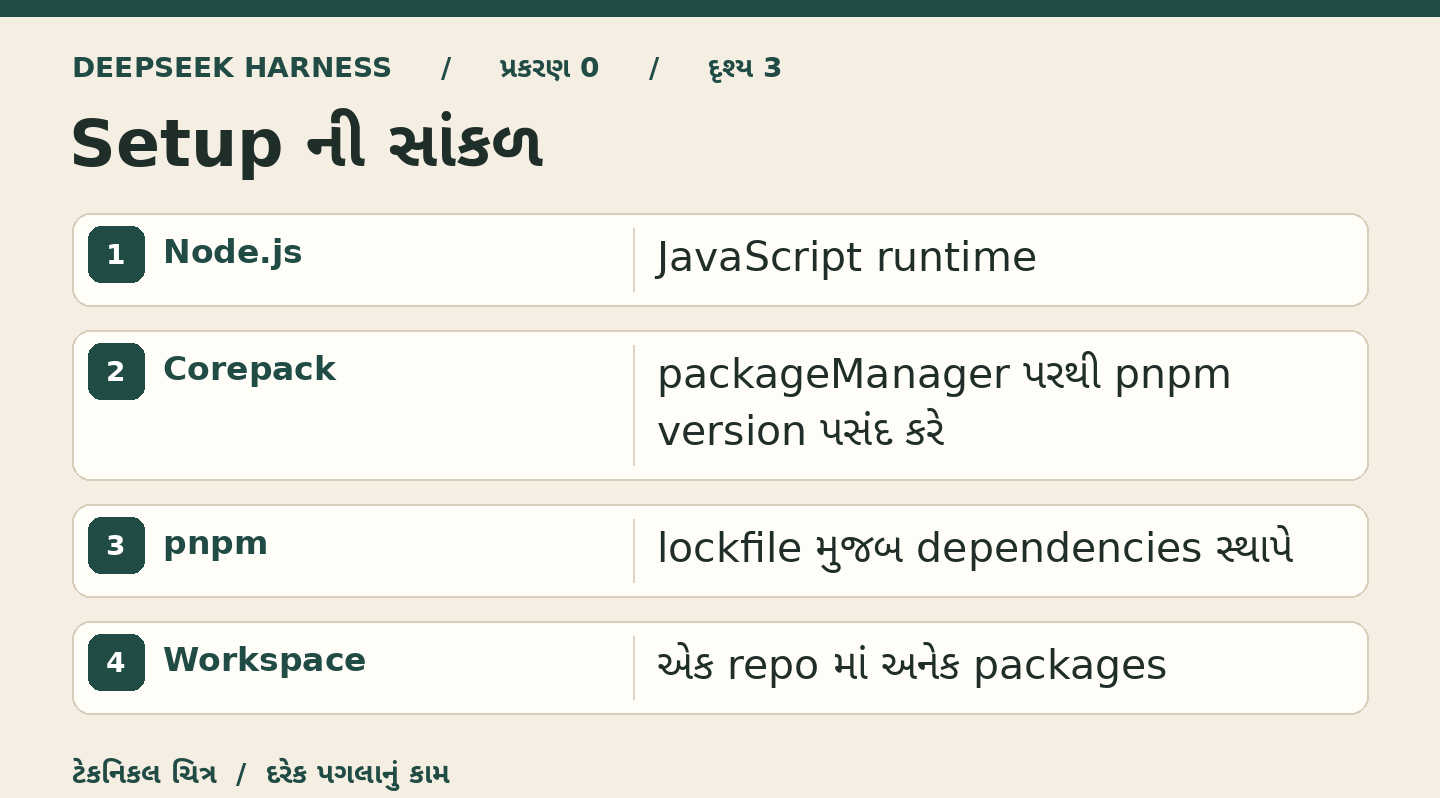 DEEPSEEK HARNESS / પ્રકરણ 0 / દૃશ્ય 3
Setup ની સાંકળ
1 Node.js JavaScript runtime
2 Corepack packageManager પરથી pnpm
version પસંદ કરે
3 pnpm lockfile મુજબ dependencies સ્થાપે
4 Workspace એક repo માં અનેક packages
ટેકનિકલ ચિત્ર / દરેક પગલાનું કામ